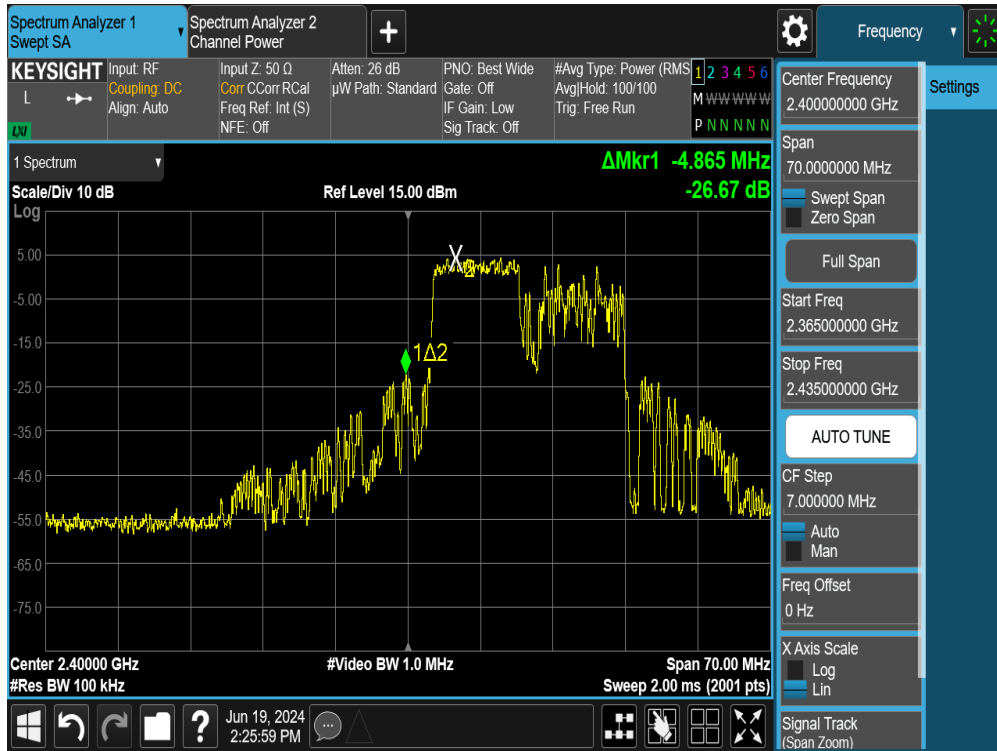 Spectrum Analyzer 1
Swept SA
Spectrum Analyzer 2
Channel Power
Frequency
KEYSIGHT
L
LXI
Input: RF
Coupling: DC
Align: Auto
Input Z: 50 Ω
Corr CCorr RCal
Freq Ref: Int (S)
NFE: Off
Atten: 26 dB
µW Path: Standard
PNO: Best Wide
Gate: Off
IF Gain: Low
Sig Track: Off
#Avg Type: Power (RMS
Avg|Hold: 100/100
Trig: Free Run
1 2 3 4 5 6
M W W W W W
P N N N N N
1 Spectrum
Scale/Div 10 dB
Ref Level 15.00 dBm
ΔMkr1 -4.865 MHz
-26.67 dB
Log
5.00
-5.00
-15.0
-25.0
-35.0
-45.0
-55.0
-65.0
-75.0
X
2
1Δ2
Center 2.40000 GHz
#Video BW 1.0 MHz
Span 70.00 MHz
#Res BW 100 kHz
Sweep 2.00 ms (2001 pts)
Jun 19, 2024
2:25:59 PM
Settings
Center Frequency
2.400000000 GHz
Span
70.0000000 MHz
Swept Span
Zero Span
Full Span
Start Freq
2.365000000 GHz
Stop Freq
2.435000000 GHz
AUTO TUNE
CF Step
7.000000 MHz
Auto
Man
Freq Offset
0 Hz
X Axis Scale
Log
Lin
Signal Track
(Span Zoom)